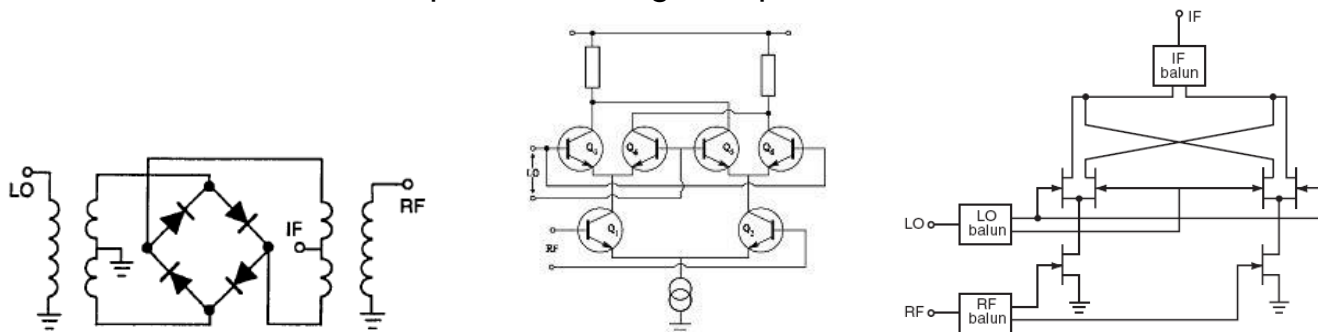 LO
IF
RF
Q3 Q4 Q5 Q6
LO
Q1 Q2
RF
IF
IF
balun
LO
LO
balun
RF
RF
balun